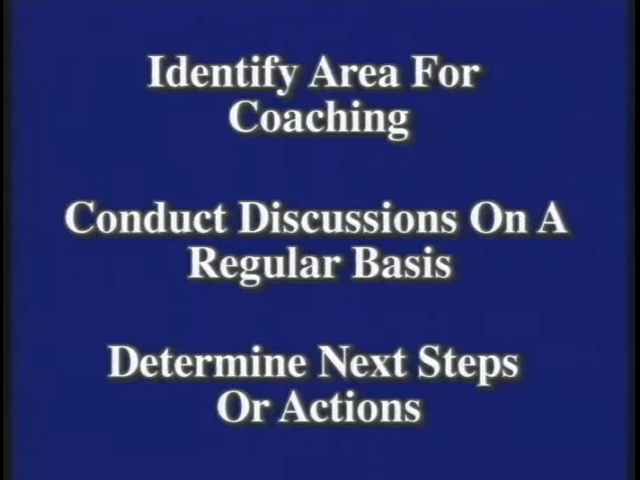 Identify Area For
Coaching
Conduct Discussions On A
Regular Basis
Determine Next Steps
Or Actions